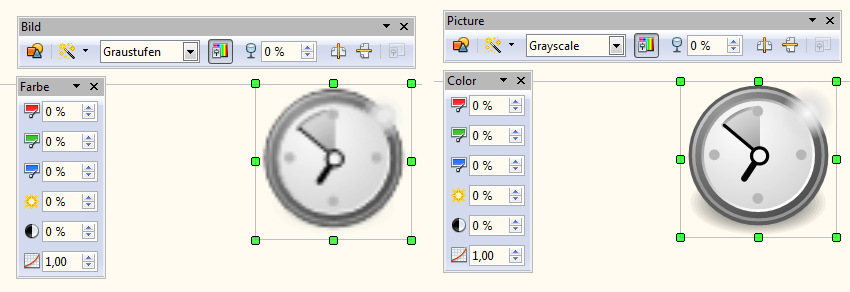 Bild
Graustufen
0 %
Farbe
0 %
0 %
0 %
0 %
0 %
1,00
Picture
Grayscale
0 %
Color
0 %
0 %
0 %
0 %
0 %
1,00